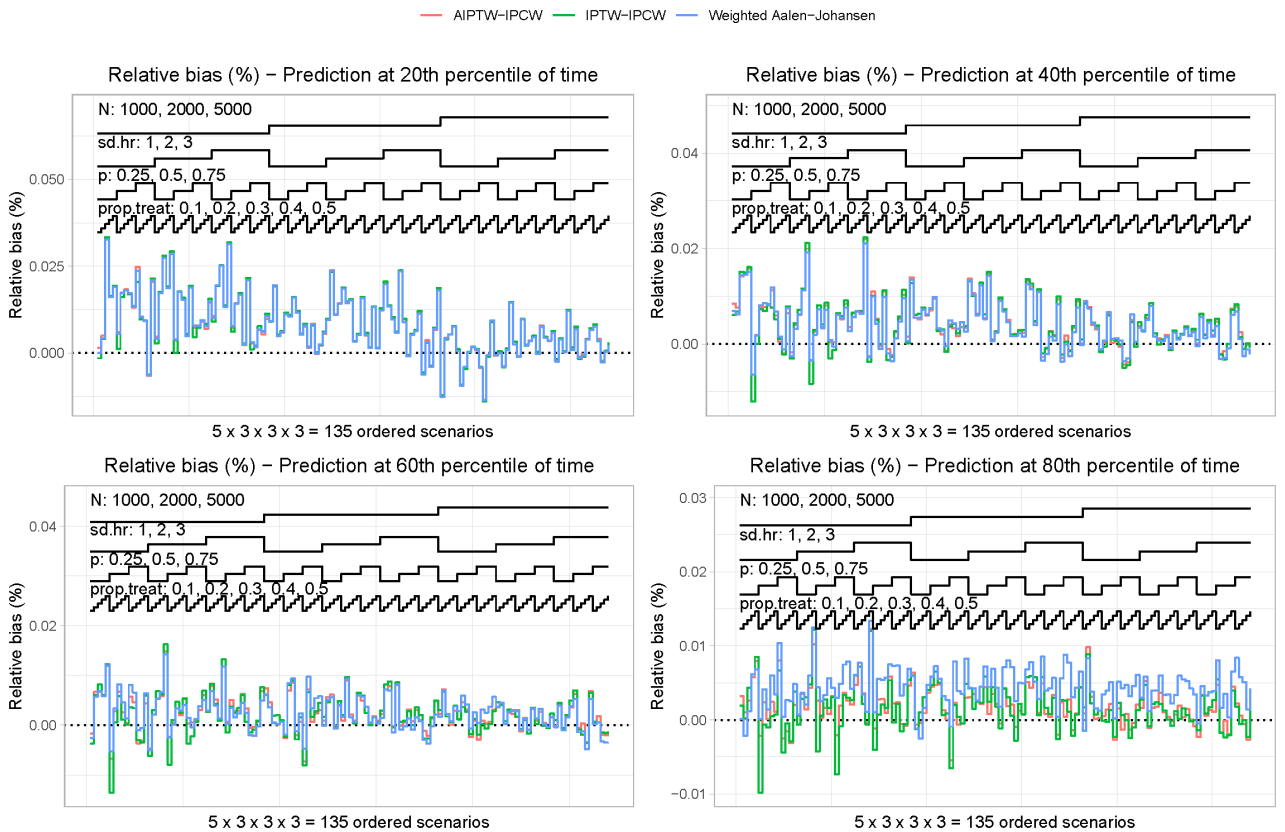 AIPTW−IPCW IPTW−IPCW Weighted Aalen−Johansen
Relative bias (%) − Prediction at 20th percentile of time
Relative bias (%)
N: 1000, 2000, 5000
sd.hr: 1, 2, 3
p: 0.25, 0.5, 0.75
prop.treat: 0.1, 0.2, 0.3, 0.4, 0.5
0.050
0.025
0.000
5 x 3 x 3 x 3 = 135 ordered scenarios
Relative bias (%) − Prediction at 40th percentile of time
Relative bias (%)
N: 1000, 2000, 5000
sd.hr: 1, 2, 3
p: 0.25, 0.5, 0.75
prop.treat: 0.1, 0.2, 0.3, 0.4, 0.5
0.04
0.02
0.00
5 x 3 x 3 x 3 = 135 ordered scenarios
Relative bias (%) − Prediction at 60th percentile of time
Relative bias (%)
N: 1000, 2000, 5000
sd.hr: 1, 2, 3
p: 0.25, 0.5, 0.75
prop.treat: 0.1, 0.2, 0.3, 0.4, 0.5
0.04
0.02
0.00
5 x 3 x 3 x 3 = 135 ordered scenarios
Relative bias (%) − Prediction at 80th percentile of time
Relative bias (%)
N: 1000, 2000, 5000
sd.hr: 1, 2, 3
p: 0.25, 0.5, 0.75
prop.treat: 0.1, 0.2, 0.3, 0.4, 0.5
0.03
0.02
0.01
0.00
−0.01
5 x 3 x 3 x 3 = 135 ordered scenarios